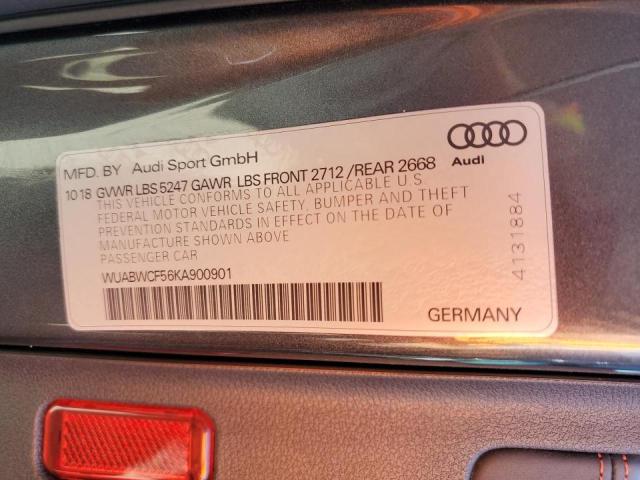 MFD. BY Audi Sport GmbH
10 18 GVWR LBS 5247 GAWR LBS FRONT 2712 /REAR 2668
THIS VEHICLE CONFORMS TO ALL APPLICABLE U.S.
FEDERAL MOTOR VEHICLE SAFETY, BUMPER AND THEFT
PREVENTION STANDARDS IN EFFECT ON THE DATE OF
MANUFACTURE SHOWN ABOVE
PASSENGER CAR
WUABWCF56KA900901
Audi
4131884
GERMANY